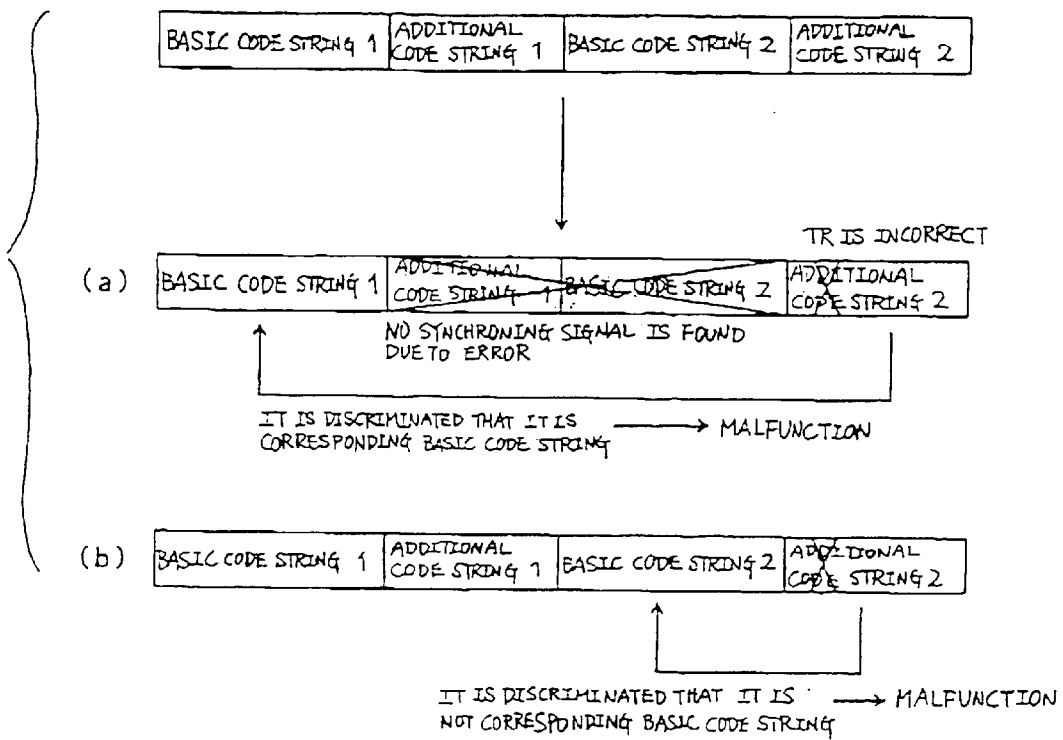 BASIC CODE STRING 1
ADDITIONAL
CODE STRING 1
BASIC CODE STRING 2
ADDITIONAL
CODE STRING 2
TR IS INCORRECT
(a)
BASIC CODE STRING 1
ADDITIONAL
CODE STRING 1
BASIC CODE STRING 2
ADDITIONAL
CODE STRING 2
NO SYNCHRONING SIGNAL IS FOUND
DUE TO ERROR
IT IS DISCRIMINATED THAT IT IS
CORRESPONDING BASIC CODE STRING
MALFUNCTION
(b)
BASIC CODE STRING 1
ADDITIONAL
CODE STRING 1
BASIC CODE STRING 2
ADDITIONAL
CODE STRING 2
IT IS DISCRIMINATED THAT IT IS
NOT CORRESPONDING BASIC CODE STRING
MALFUNCTION